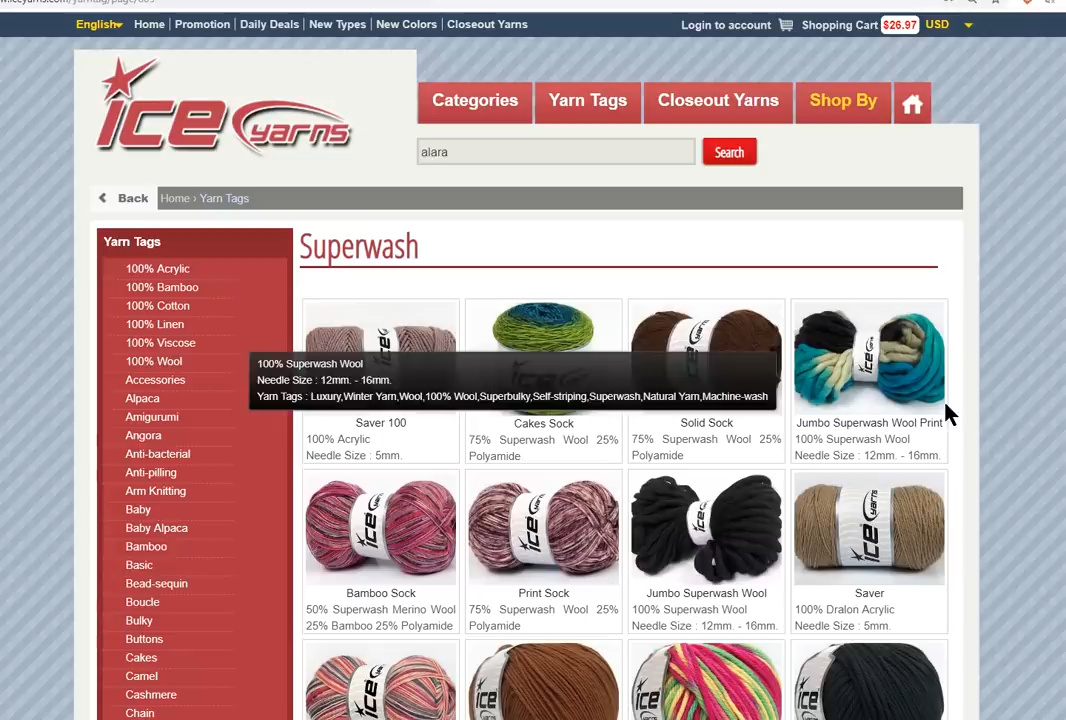 English
Home | Promotion | Daily Deals | New Types | New Colors | Closeout Yarns
Login to account
Shopping Cart $26.97 USD
ice yarns
Categories
Yarn Tags
Closeout Yarns
Shop By
alara
Search
Back
Home › Yarn Tags
Yarn Tags
100% Acrylic
100% Bamboo
100% Cotton
100% Linen
100% Viscose
100% Wool
Accessories
Alpaca
Amigurumi
Angora
Anti-bacterial
Anti-pilling
Arm Knitting
Baby
Baby Alpaca
Bamboo
Basic
Bead-sequin
Boucle
Bulky
Buttons
Cakes
Camel
Cashmere
Chain
Superwash
100% Superwash Wool
Needle Size : 12mm. - 16mm.
Yarn Tags : Luxury,Winter Yarn,Wool,100% Wool,Superbulky,Self-striping,Superwash,Natural Yarn,Machine-wash
Saver 100
100% Acrylic
Needle Size : 5mm.
Cakes Sock
75% Superwash Wool 25%
Polyamide
Solid Sock
75% Superwash Wool 25%
Polyamide
Jumbo Superwash Wool Print
100% Superwash Wool
Needle Size : 12mm. - 16mm.
Bamboo Sock
50% Superwash Merino Wool
25% Bamboo 25% Polyamide
Print Sock
75% Superwash Wool 25%
Polyamide
Jumbo Superwash Wool
100% Superwash Wool
Needle Size : 12mm. - 16mm.
Saver
100% Dralon Acrylic
Needle Size : 5mm.